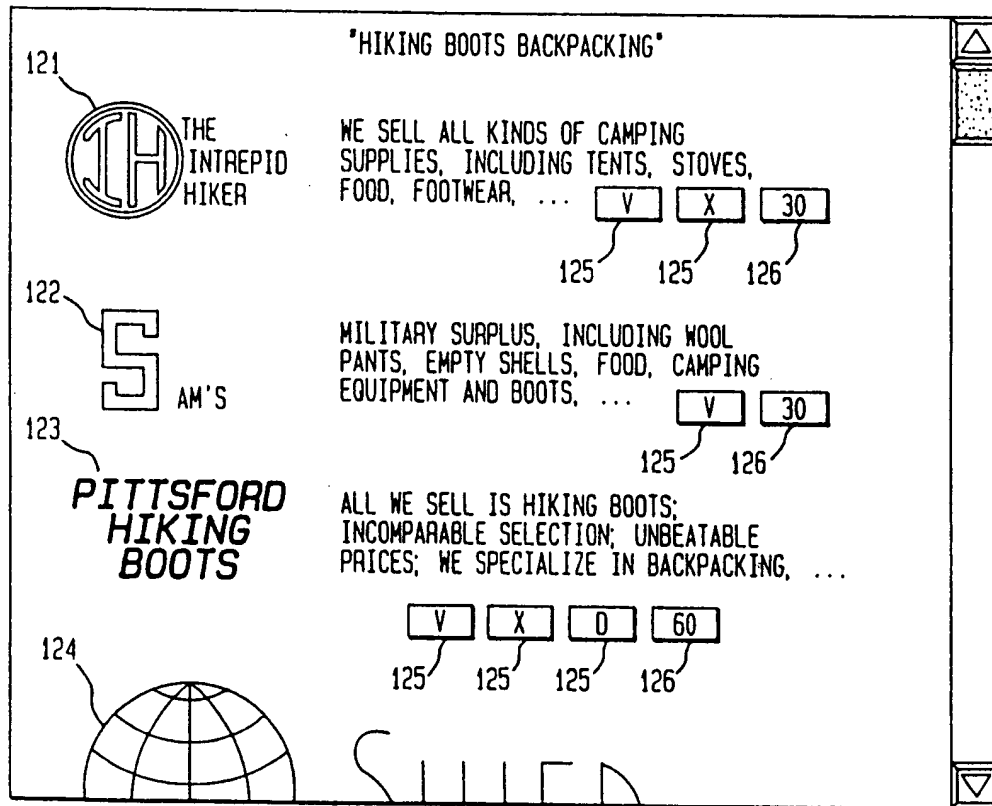 "HIKING BOOTS BACKPACKING"
121
IH
THE
INTREPID
HIKER
WE SELL ALL KINDS OF CAMPING
SUPPLIES, INCLUDING TENTS, STOVES,
FOOD, FOOTWEAR, ...
V X 30
125 125 126
122
SAM'S
MILITARY SURPLUS, INCLUDING WOOL
PANTS, EMPTY SHELLS, FOOD, CAMPING
EQUIPMENT AND BOOTS, ...
V 30
125 126
123
PITTSFORD
HIKING
BOOTS
ALL WE SELL IS HIKING BOOTS;
INCOMPARABLE SELECTION; UNBEATABLE
PRICES; WE SPECIALIZE IN BACKPACKING, ...
V X D 60
125 125 125 126
124